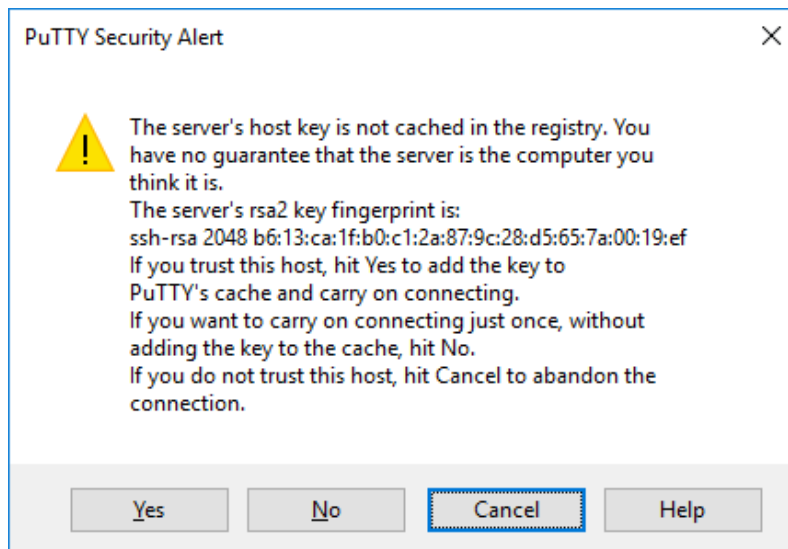 PuTTY Security Alert
The server's host key is not cached in the registry. You
have no guarantee that the server is the computer you
think it is.
The server's rsa2 key fingerprint is:
ssh-rsa 2048 b6:13:ca:1f:b0:c1:2a:87:9c:28:d5:65:7a:00:19:ef
If you trust this host, hit Yes to add the key to
PuTTY's cache and carry on connecting.
If you want to carry on connecting just once, without
adding the key to the cache, hit No.
If you do not trust this host, hit Cancel to abandon the
connection.
Yes No Cancel Help